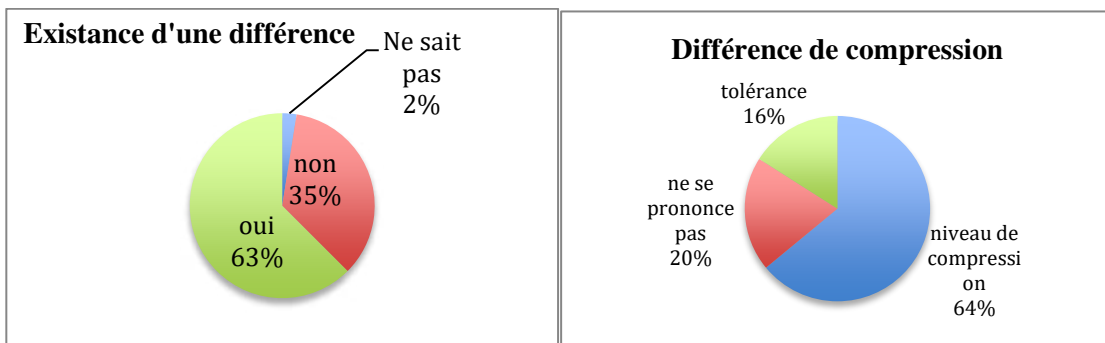 Existance d'une différence
Ne sait
pas
2%
non
35%
oui
63%
Différence de compression
tolérance
16%
ne se
prononce
pas
20%
niveau de
compressi
on
64%